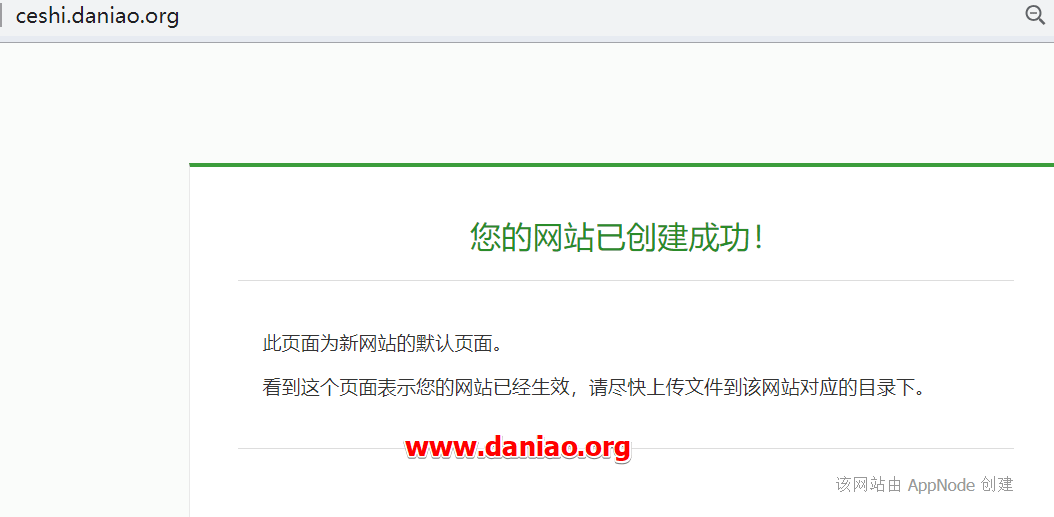 ceshi.daniao.org
您的网站已创建成功！
此页面为新网站的默认页面。
看到这个页面表示您的网站已经生效，请尽快上传文件到该网站对应的目录下。
www.daniao.org
该网站由 AppNode 创建